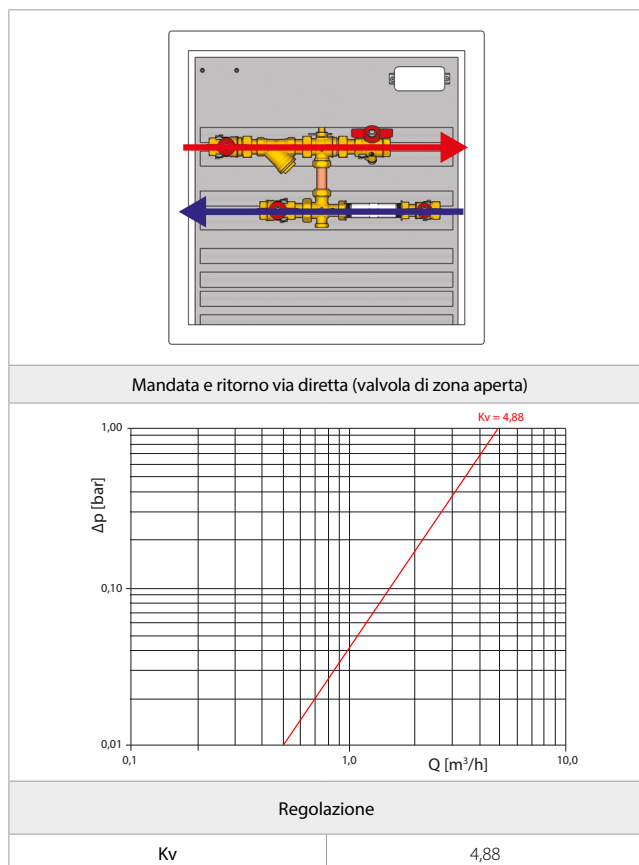 Mandata e ritorno via diretta (valvola di zona aperta)
Kv = 4,88
1,00
Δp [bar]
0,10
0,01
0,1
1,0
Q [m³/h]
10,0
Regolazione
Kv 4,88